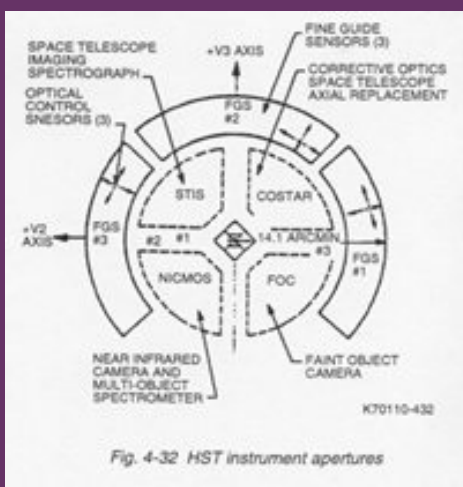 SPACE TELESCOPE
IMAGING
SPECTROGRAPH
OPTICAL
CONTROL
SNESORS (3)
+V3 AXIS
FINE GUIDE
SENSORS (3)
CORRECTIVE OPTICS
SPACE TELESCOPE
AXIAL REPLACEMENT
FGS
#2
STIS
COSTAR
+V2
AXIS
FGS
#3
#2
#1
14.1 ARCMIN
#3
FGS
#1
NICMOS
FOC
NEAR INFRARED
CAMERA AND
MULTI-OBJECT
SPECTROMETER
FAINT OBJECT
CAMERA
K70110-432
Fig. 4-32 HST instrument apertures